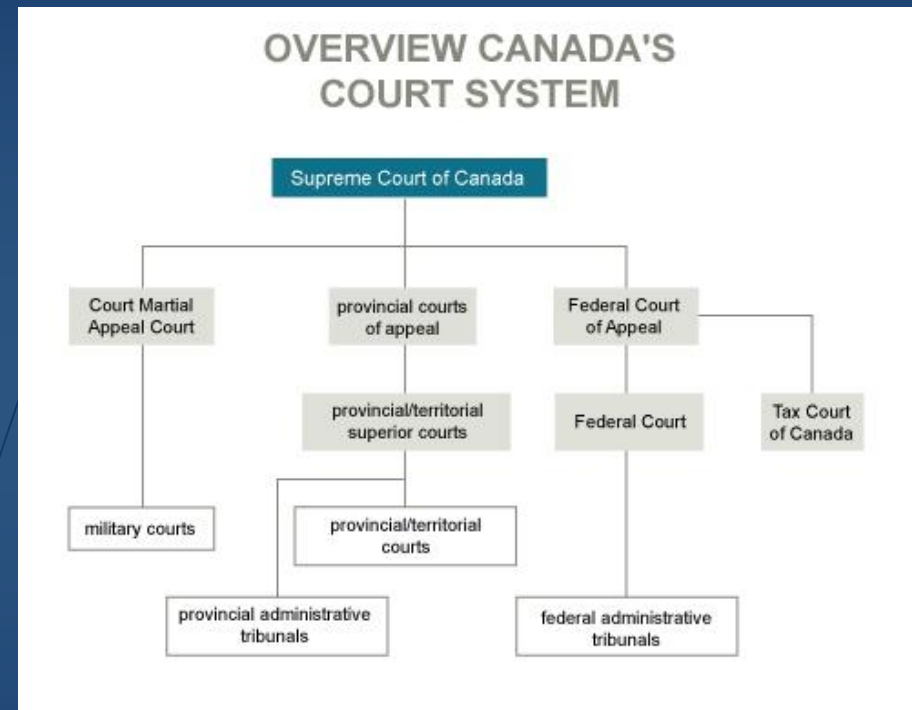 OVERVIEW CANADA'S
COURT SYSTEM
Supreme Court of Canada
Court Martial
Appeal Court
provincial courts
of appeal
Federal Court
of Appeal
provincial/territorial
superior courts
Federal Court
Tax Court
of Canada
military courts
provincial/territorial
courts
provincial administrative
tribunals
federal administrative
tribunals